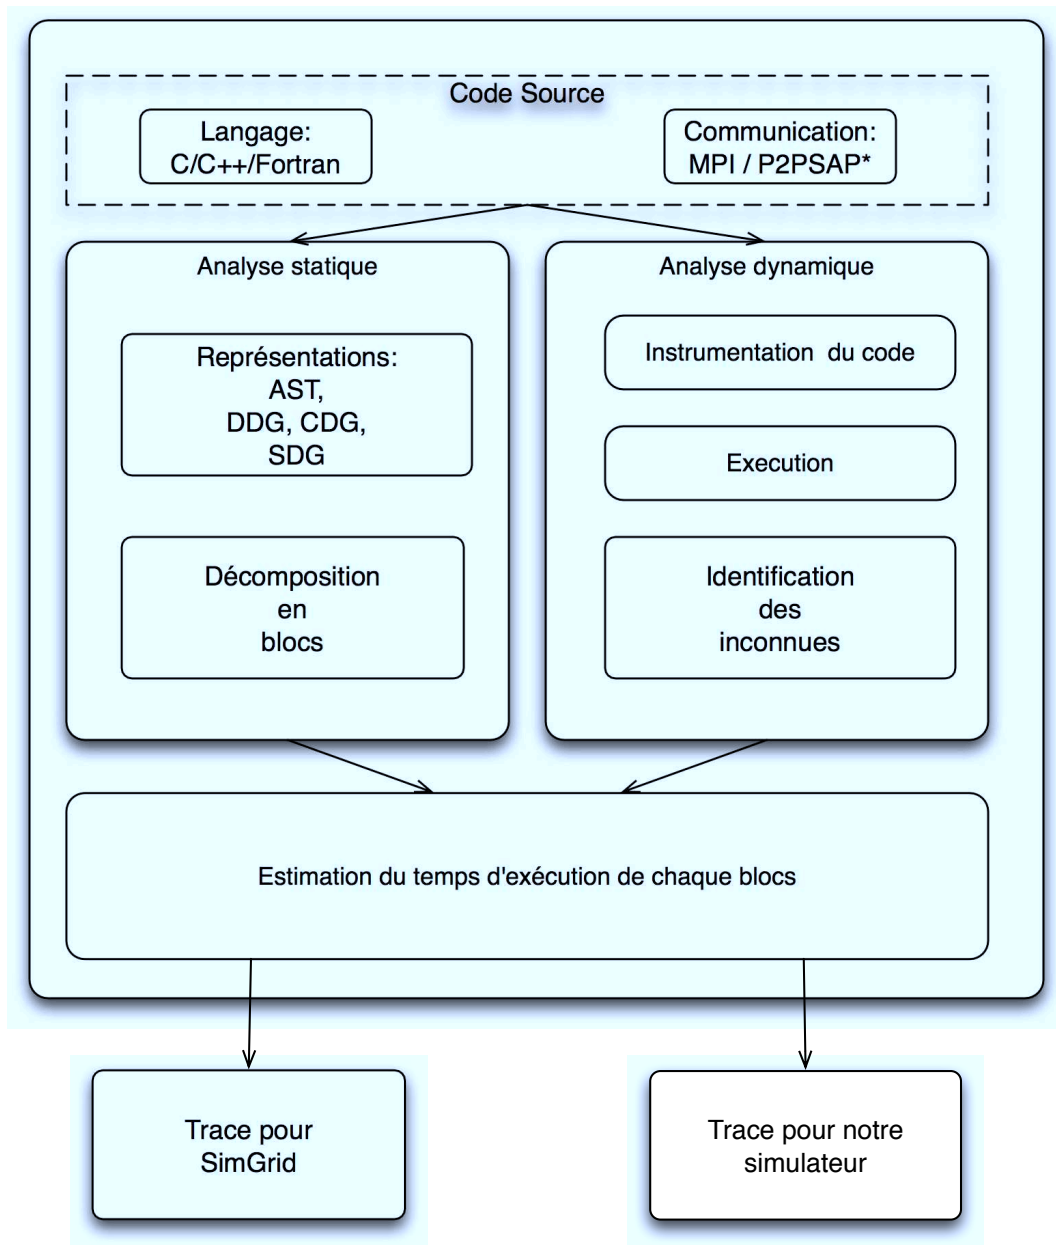 Code Source
Langage:
C/C++/Fortran
Communication:
MPI / P2PSAP*
Analyse statique
Représentations:
AST,
DDG, CDG,
SDG
Décomposition
en
blocs
Analyse dynamique
Instrumentation  du code
Execution
Identification
des
inconnues
Estimation du temps d'exécution de chaque blocs
Trace pour
SimGrid
Trace pour notre
simulateur